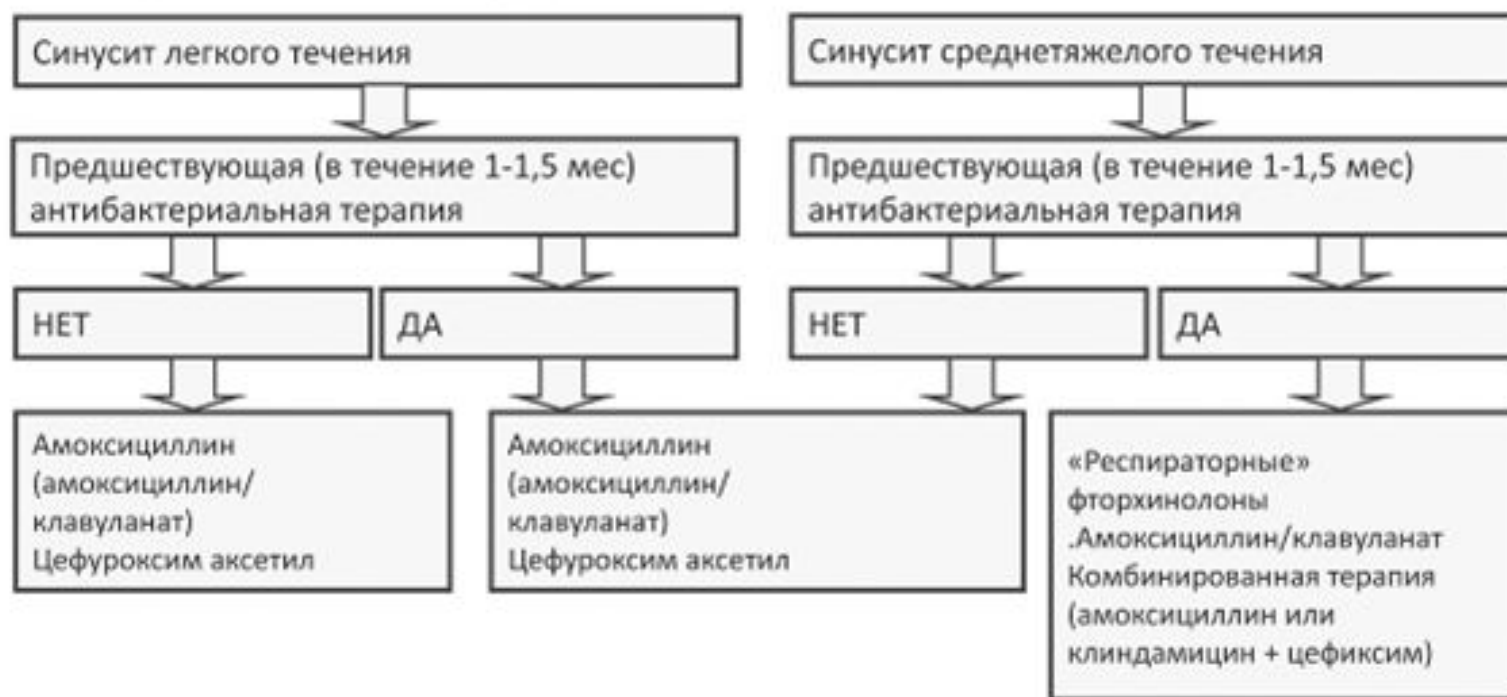 Синусит легкого течения
Предшествующая (в течение 1-1,5 мес)
антибактериальная терапия
НЕТ
ДА
Амоксициллин
(амоксициллин/
клавуланат)
Цефуроксим аксетил
Синусит среднетяжелого течения
Предшествующая (в течение 1-1,5 мес)
антибактериальная терапия
НЕТ
ДА
Амоксициллин
(амоксициллин/
клавуланат)
Цефуроксим аксетил
«Респираторные»
фторхинолоны
.Амоксициллин/клавуланат
Комбинированная терапия
(амоксициллин или
клиндамицин + цефиксим)